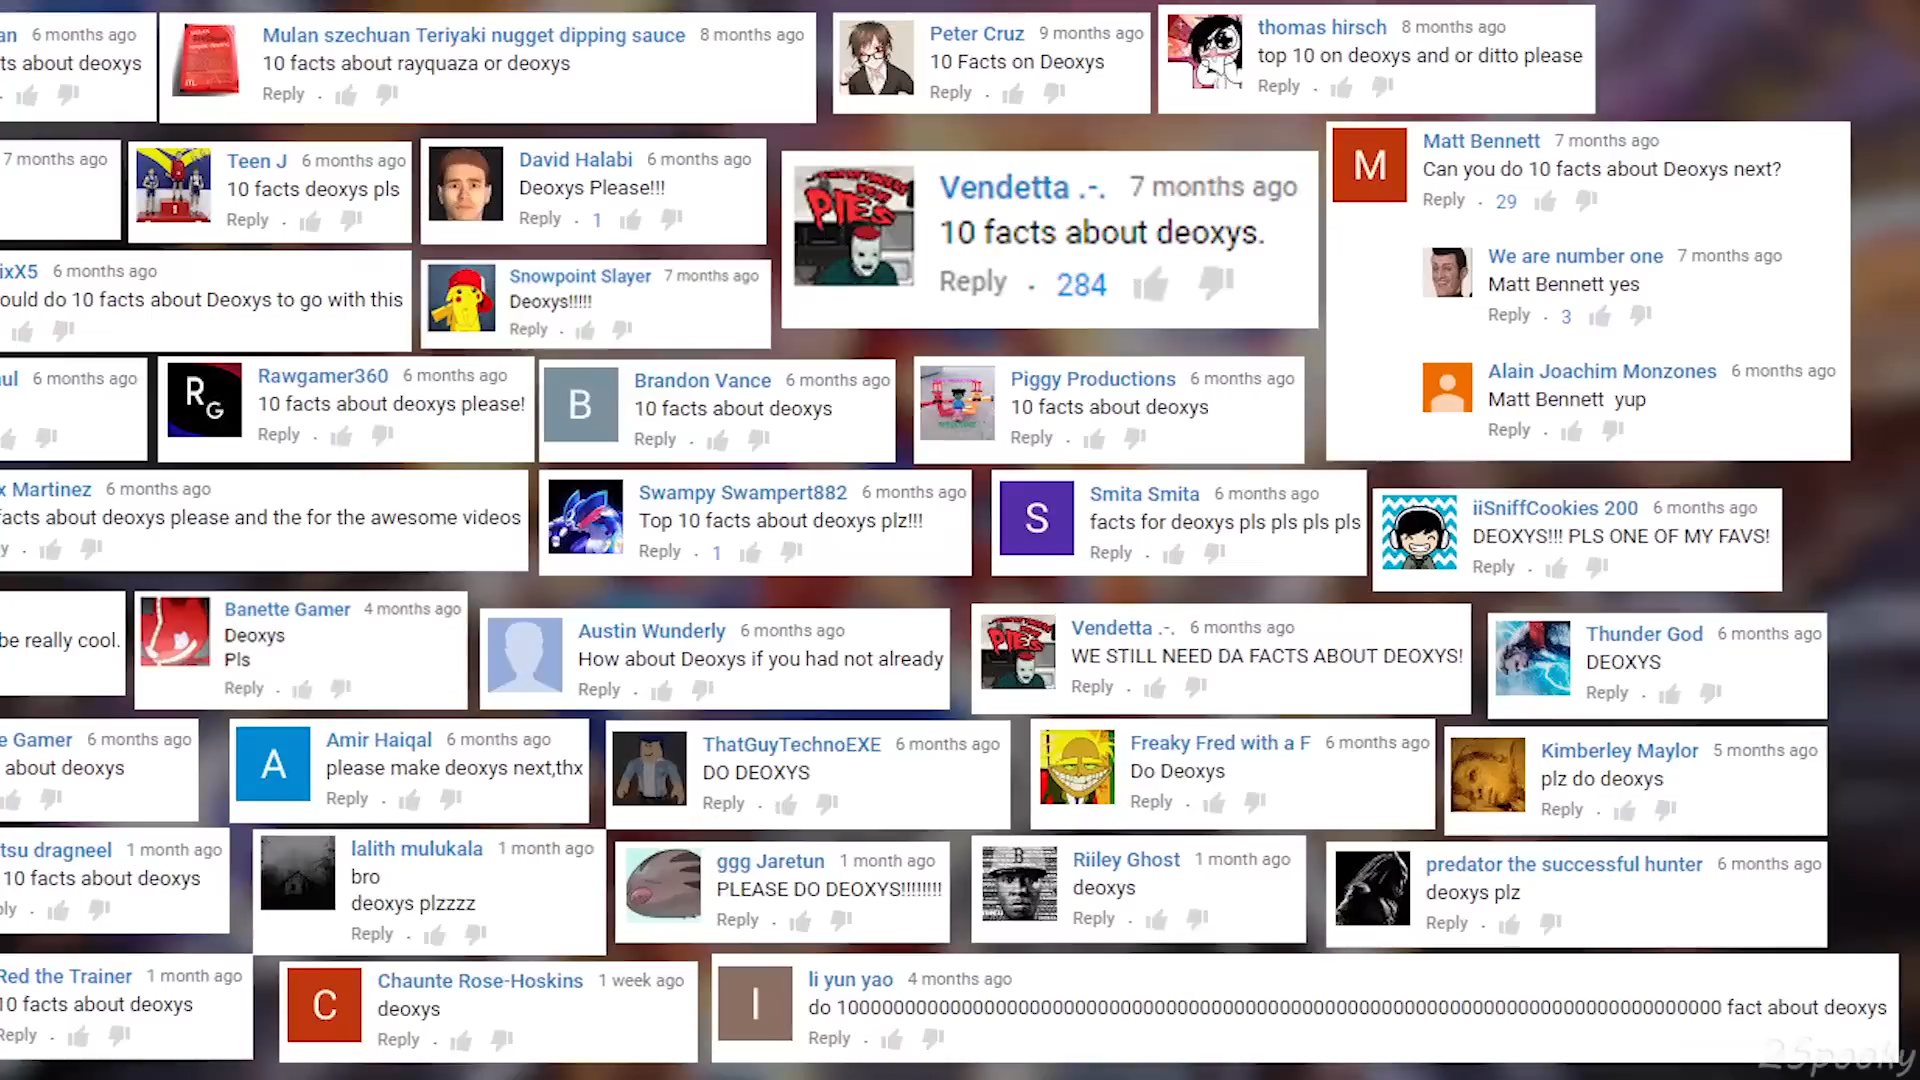 an 6 months ago
ts about deoxys
Mulan szechuan Teriyaki nugget dipping sauce 8 months ago
10 facts about rayquaza or deoxys
Reply
Peter Cruz 9 months ago
10 Facts on Deoxys
Reply
thomas hirsch 8 months ago
top 10 on deoxys and or ditto please
Reply
7 months ago
Teen J 6 months ago
10 facts deoxys pls
Reply
David Halabi 6 months ago
Deoxys Please!!!
Reply 1
Vendetta .-. 7 months ago
10 facts about deoxys.
Reply 284
PIES
M
Matt Bennett 7 months ago
Can you do 10 facts about Deoxys next?
Reply 29
We are number one 7 months ago
Matt Bennett yes
Reply 3
Alain Joachim Monzones 6 months ago
Matt Bennett yup
Reply
ixX5 6 months ago
ould do 10 facts about Deoxys to go with this
Snowpoint Slayer 7 months ago
Deoxys!!!!!
Reply
ul 6 months ago
RG
Rawgamer360 6 months ago
10 facts about deoxys please!
Reply
B
Brandon Vance 6 months ago
10 facts about deoxys
Reply
Piggy Productions 6 months ago
10 facts about deoxys
Reply
x Martinez 6 months ago
facts about deoxys please and the for the awesome videos
y
Swampy Swampert882 6 months ago
Top 10 facts about deoxys plz!!!
Reply 1
S
Smita Smita 6 months ago
facts for deoxys pls pls pls pls
Reply
iiSniffCookies 200 6 months ago
DEOXYS!!! PLS ONE OF MY FAVS!
Reply
be really cool.
Banette Gamer 4 months ago
Deoxys
Pls
Reply
Austin Wunderly 6 months ago
How about Deoxys if you had not already
Reply
PIES
Vendetta .-. 6 months ago
WE STILL NEED DA FACTS ABOUT DEOXYS!
Reply
Thunder God 6 months ago
DEOXYS
Reply
e Gamer 6 months ago
about deoxys
A
Amir Haiqal 6 months ago
please make deoxys next,thx
Reply
ThatGuyTechnoEXE 6 months ago
DO DEOXYS
Reply
Freaky Fred with a F 6 months ago
Do Deoxys
Reply
Kimberley Maylor 5 months ago
plz do deoxys
Reply
tsu dragneel 1 month ago
10 facts about deoxys
ly
lalith mulukala 1 month ago
bro
deoxys plzzzz
Reply
ggg Jaretun 1 month ago
PLEASE DO DEOXYS!!!!!!!!
Reply
Riiley Ghost 1 month ago
deoxys
Reply
predator the successful hunter 6 months ago
deoxys plz
Reply
Red the Trainer 1 month ago
10 facts about deoxys
Reply
C
Chaunte Rose-Hoskins 1 week ago
deoxys
Reply
l
li yun yao 4 months ago
do 10000000000000000000000000000000000000000000000000000000000000000000000000 fact about deoxys
Reply
2Spooky